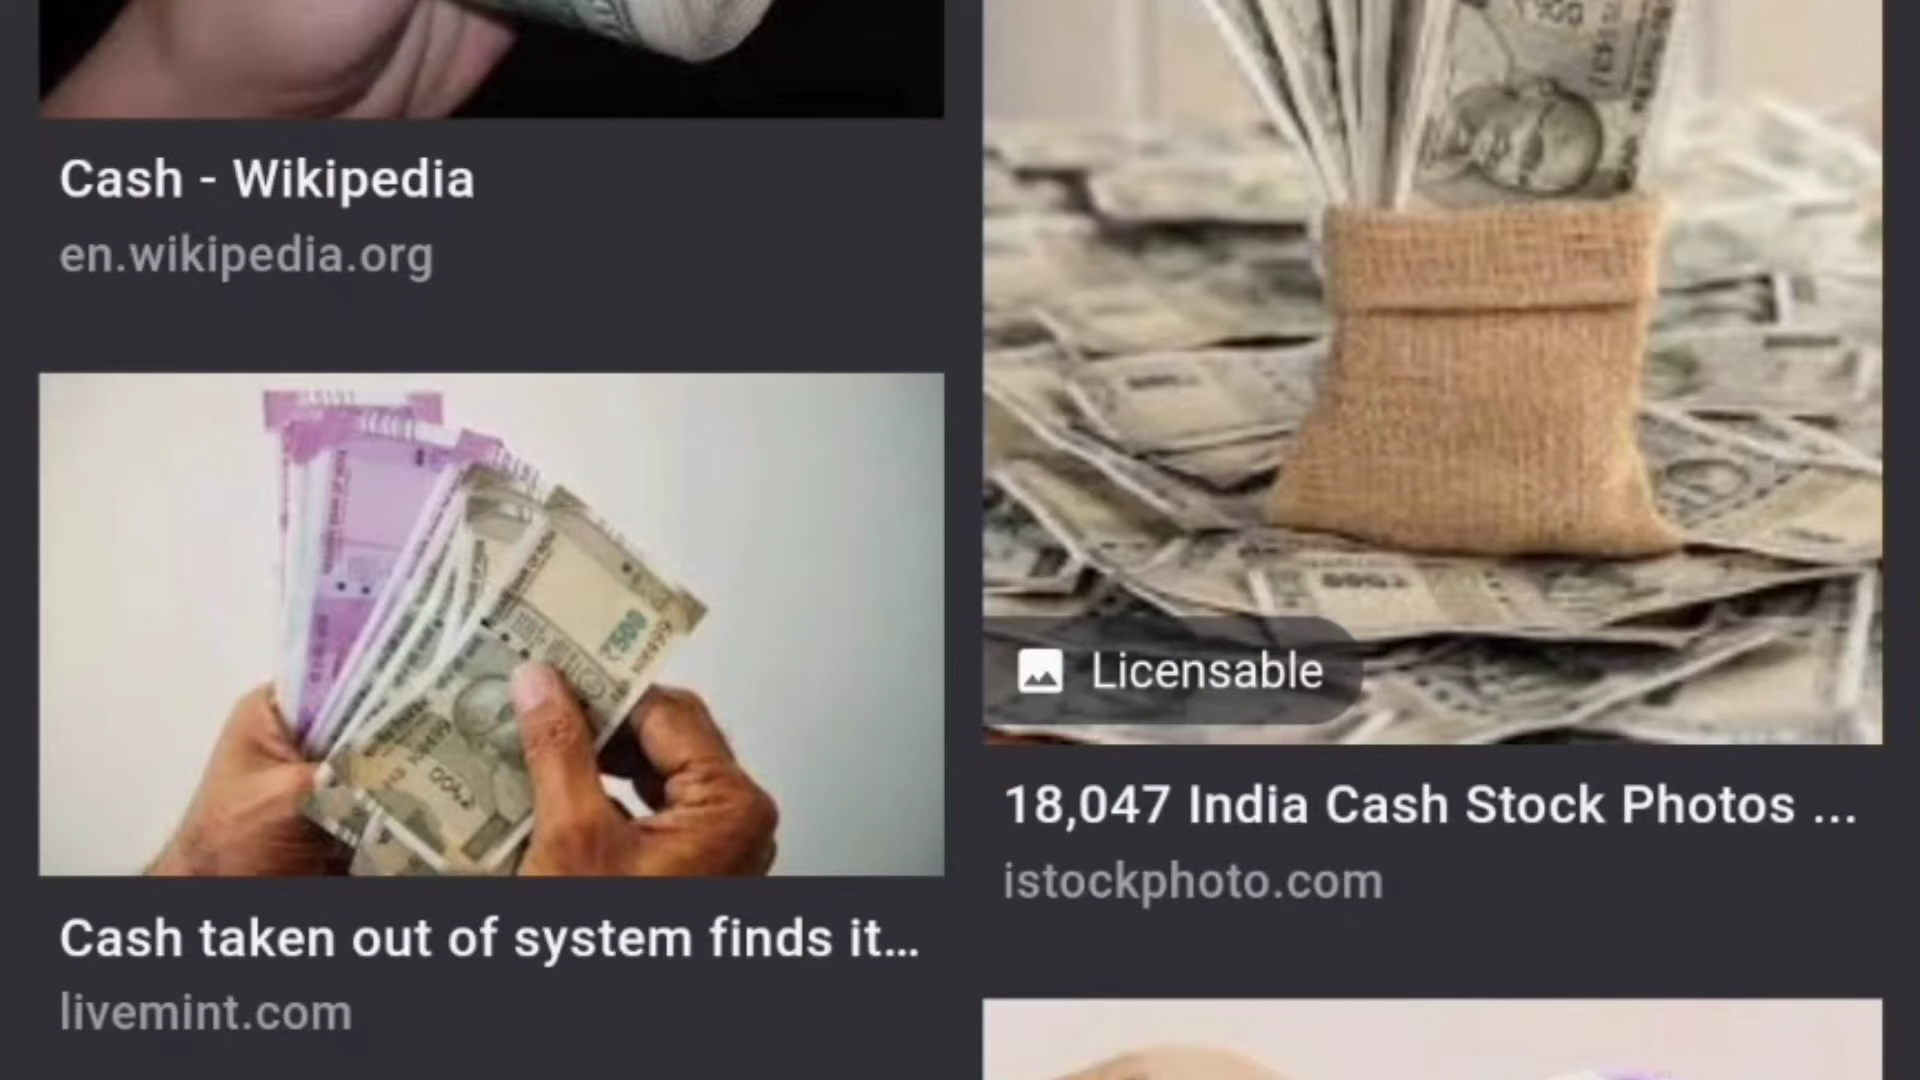 Cash - Wikipedia
en.wikipedia.org
Cash taken out of system finds it...
livemint.com
Licensable
18,047 India Cash Stock Photos ...
istockphoto.com